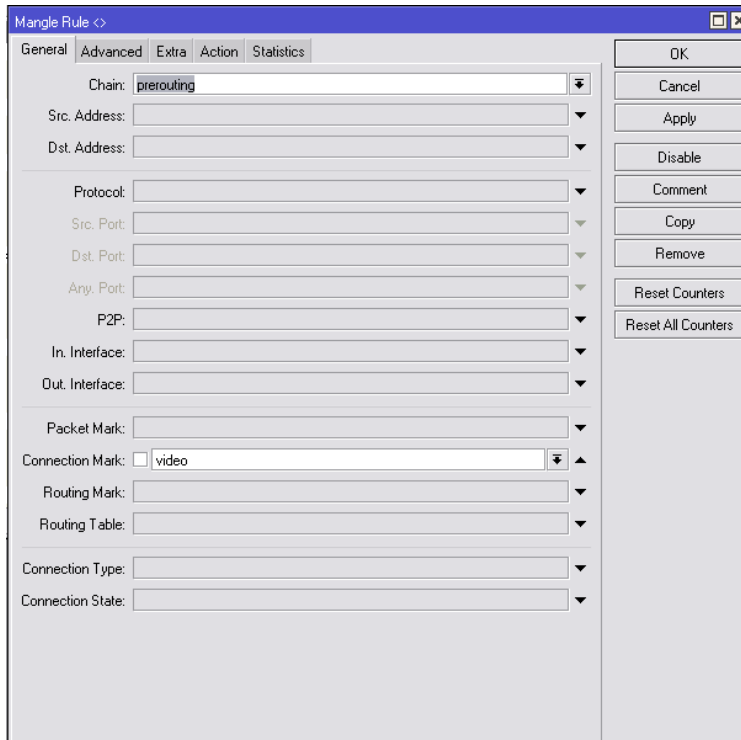 Mangle Rule <>
General Advanced Extra Action Statistics
OK
Chain: prerouting
Cancel
Src. Address:
Apply
Dst. Address:
Disable
Protocol:
Comment
Src. Port:
Copy
Dst. Port:
Remove
Any. Port:
Reset Counters
P2P:
Reset All Counters
In. Interface:
Out. Interface:
Packet Mark:
Connection Mark: video
Routing Mark:
Routing Table:
Connection Type:
Connection State: